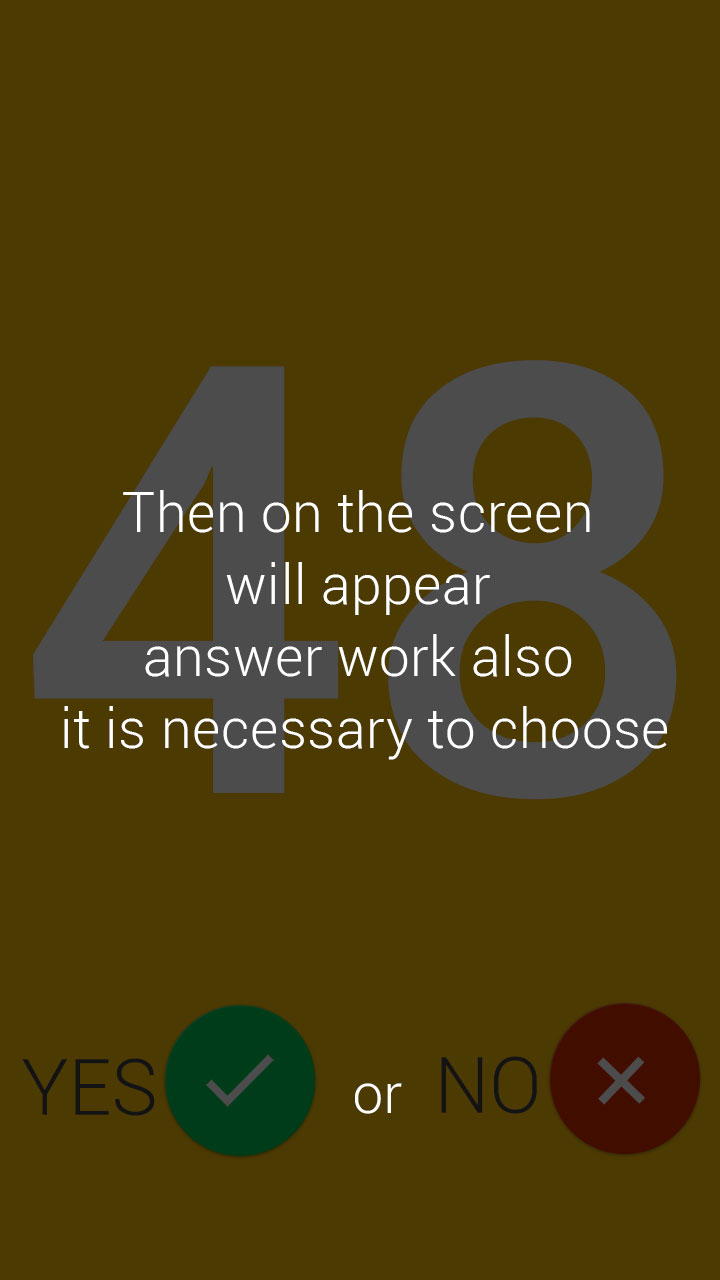 48
Then on the screen
will appear
answer work also
it is necessary to choose
YES or NO